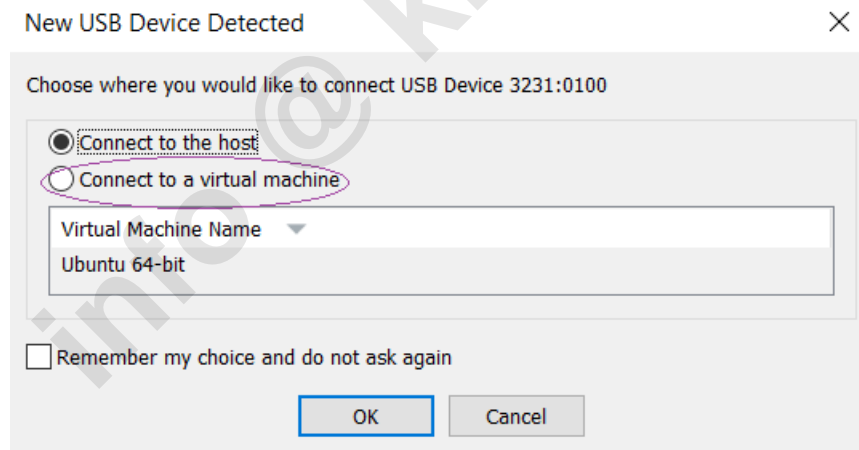 New USB Device Detected
Choose where you would like to connect USB Device 3231:0100
Connect to the host
Connect to a virtual machine
Virtual Machine Name
Ubuntu 64-bit
Remember my choice and do not ask again
OK Cancel
info @ k